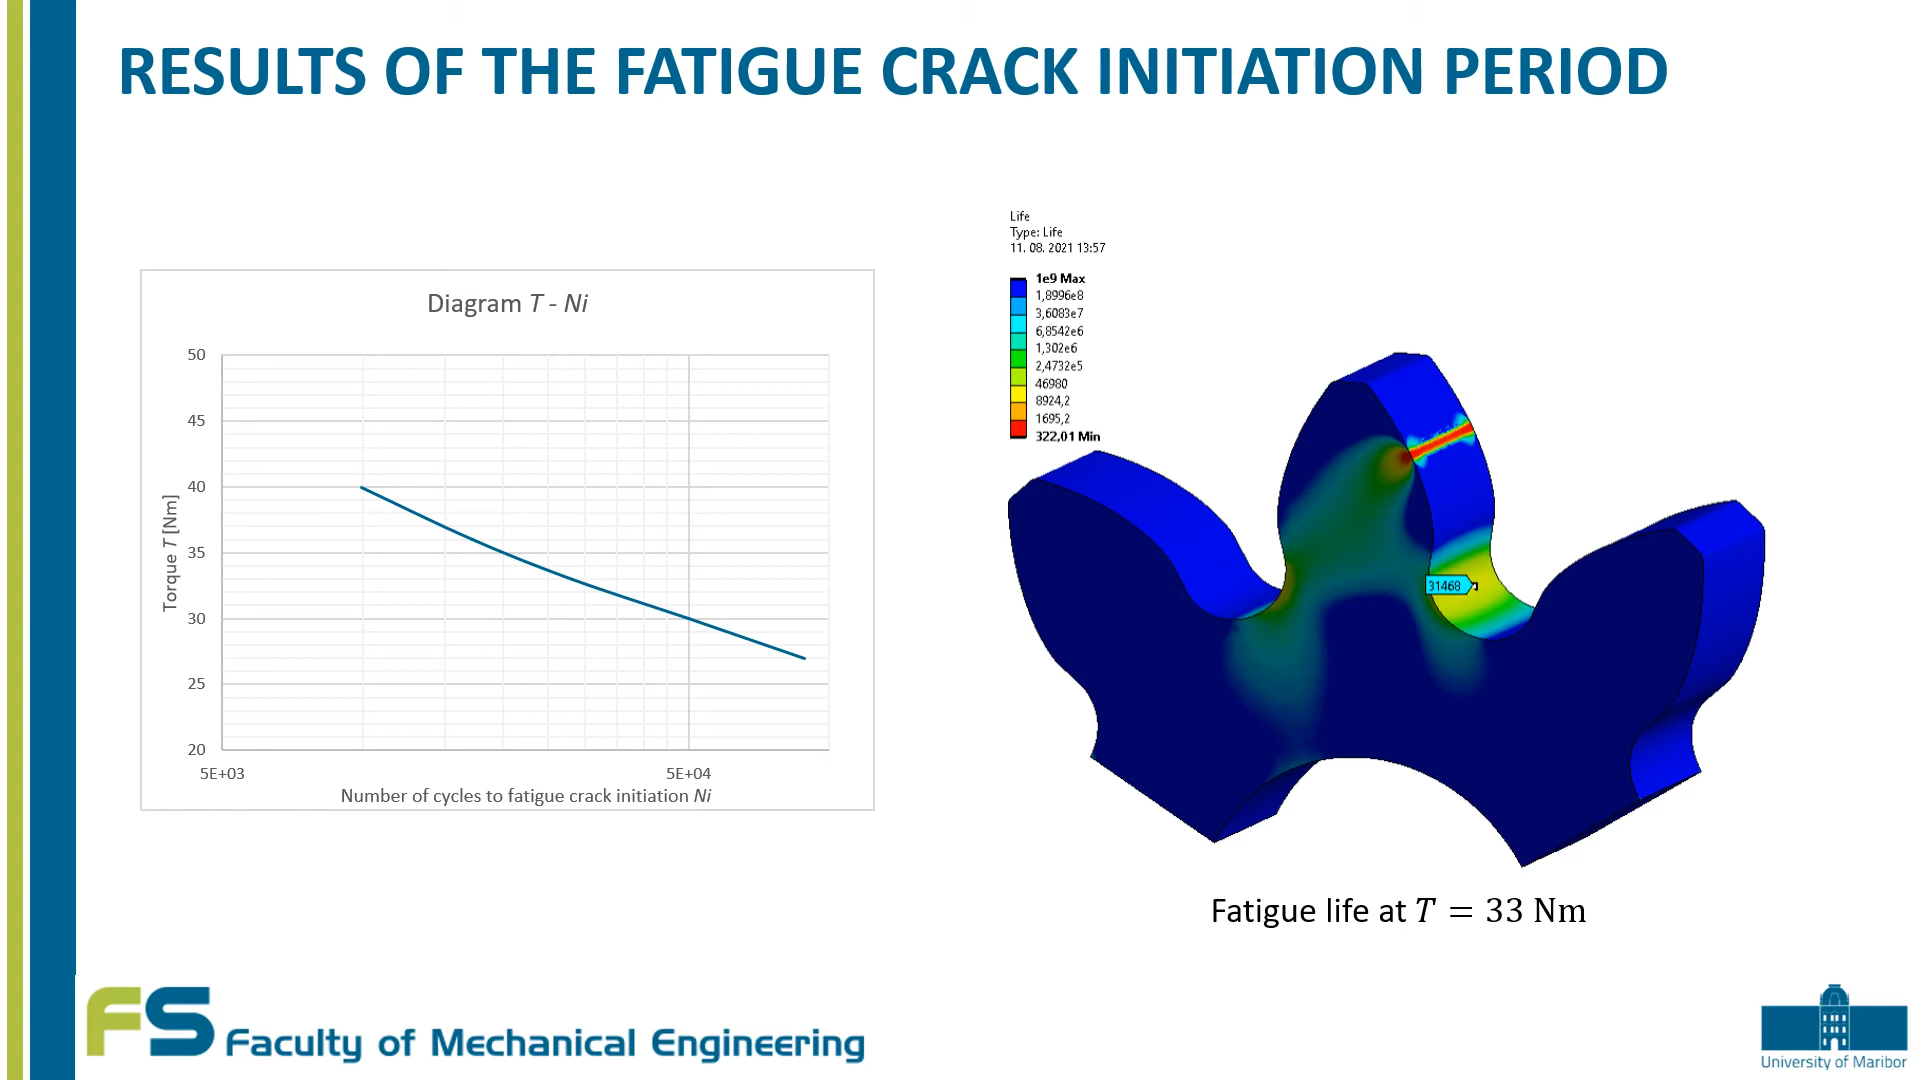 RESULTS OF THE FATIGUE CRACK INITIATION PERIOD
Diagram T - Ni
50
45
40
35
30
25
20
Torque T [Nm]
5E+03
5E+04
Number of cycles to fatigue crack initiation Ni
Life
Type: Life
11. 08. 2021 13:57
1e9 Max
1,8996e8
3,6083e7
6,8542e6
1,302e6
2,4732e5
46980
8924,2
1695,2
322,01 Min
31468
Fatigue life at T = 33 Nm
FS Faculty of Mechanical Engineering
University of Maribor